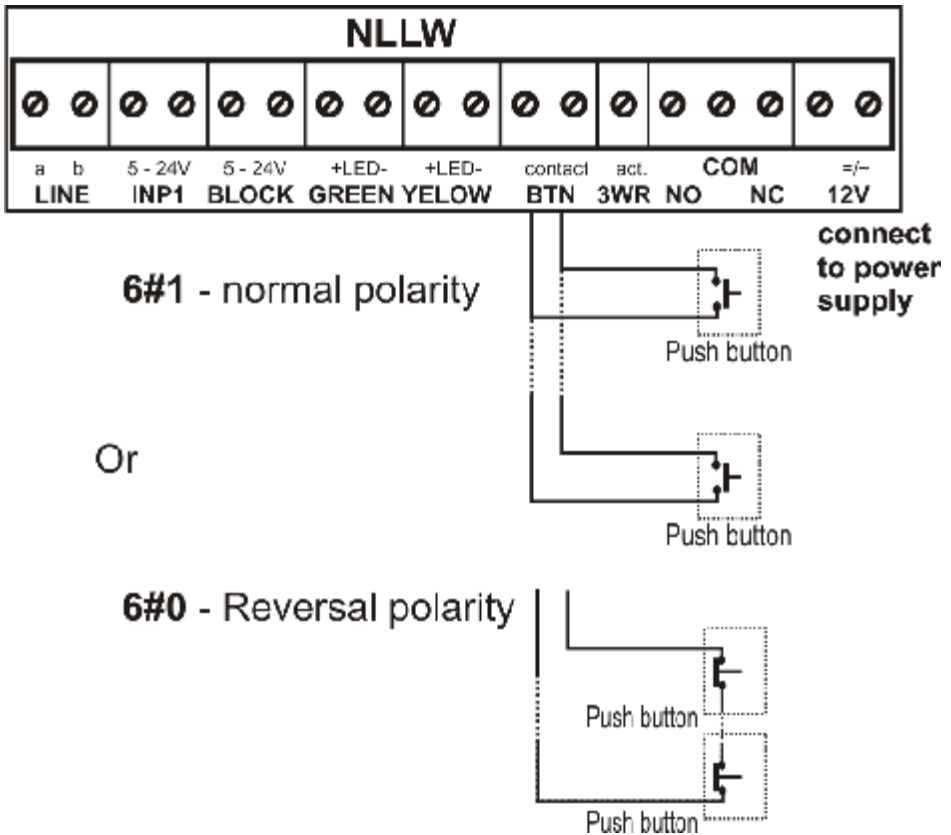 NLLW
a b 5 - 24V 5 - 24V +LED- +LED- contact act. COM =/~
LINE INP1 BLOCK GREEN YELOW BTN 3WR NO NC 12V
connect
to power
supply
6#1 - normal polarity
Push button
Or
Push button
6#0 - Reversal polarity
Push button
Push button